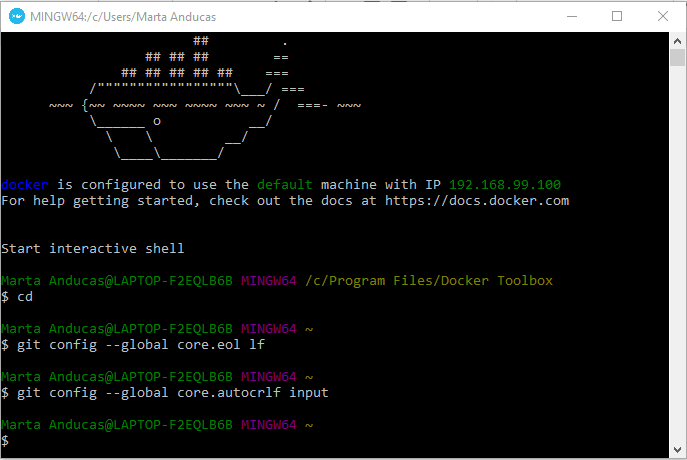 MINGW64:/c/Users/Marta Anducas
                        ##         .
                  ## ## ##        ==
               ## ## ## ## ##    ===
           /"""""""""""""""""\___/ ===
      ~~~ {~~ ~~~~ ~~~ ~~~~ ~~~ ~ /  ===- ~~~
           \______ o           __/
             \    \         __/
              \____\_______/
docker is configured to use the default machine with IP 192.168.99.100
For help getting started, check out the docs at https://docs.docker.com
Start interactive shell
Marta Anducas@LAPTOP-F2EQLB6B MINGW64 /c/Program Files/Docker Toolbox
$ cd
Marta Anducas@LAPTOP-F2EQLB6B MINGW64 ~
$ git config --global core.eol lf
Marta Anducas@LAPTOP-F2EQLB6B MINGW64 ~
$ git config --global core.autocrlf input
Marta Anducas@LAPTOP-F2EQLB6B MINGW64 ~
$